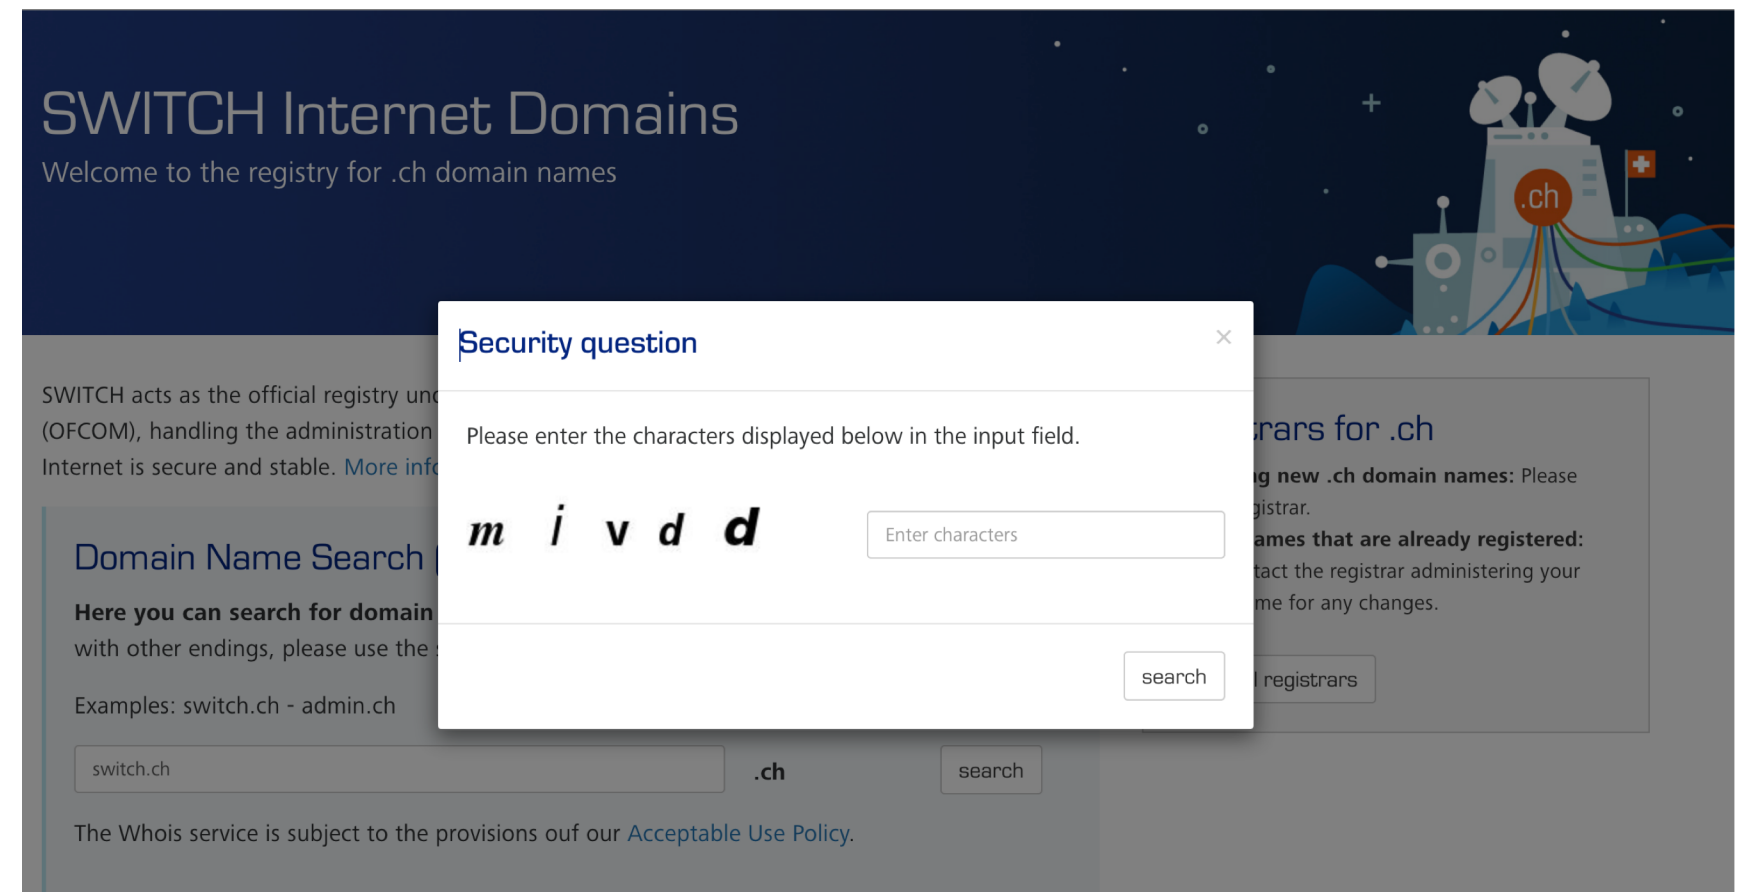 SWITCH Internet Domains
Welcome to the registry for .ch domain names
.ch
Security question
×
Please enter the characters displayed below in the input field.
m i v d d
Enter characters
search
SWITCH acts as the official registry und
(OFCOM), handling the administration
Internet is secure and stable. More info
Domain Name Search (
Here you can search for domain
with other endings, please use the s
Examples: switch.ch - admin.ch
switch.ch
.ch
search
The Whois service is subject to the provisions ouf our Acceptable Use Policy.
trars for .ch
ng new .ch domain names: Please
gistrar.
ames that are already registered:
tact the registrar administering your
me for any changes.
l registrars